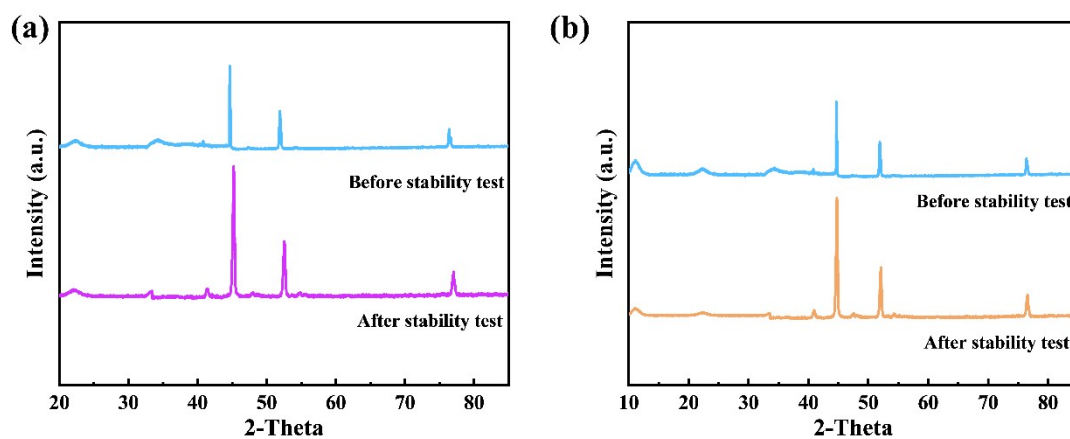 (a)
Intensity (a.u.)
Before stability test
After stability test
20 30 40 50 60 70 80
2-Theta
(b)
Intensity (a.u.)
Before stability test
After stability test
10 20 30 40 50 60 70 80
2-Theta